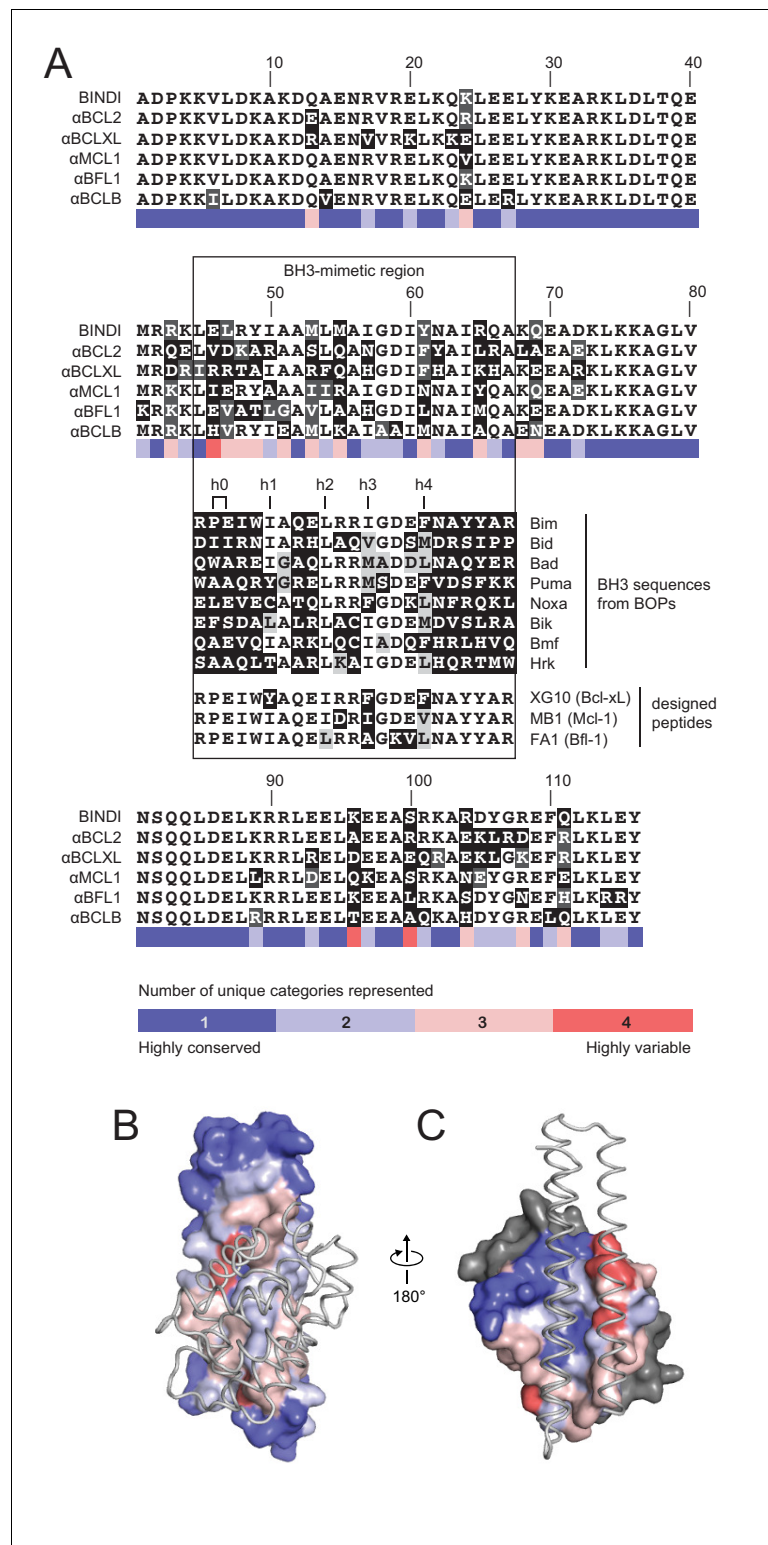 A
10 20 30 40
BINDI ADPKKVLDKAKDQAENRVRELKQKLEELYKEARKLDLTQE
αBCL2 ADPKKVLDKAKDEAENRVRELKQRLEELYKEARKLDLTQE
αBCLXL ADPKKVLDKAKDRAENVVRKLKKELEELYKEARKLDLTQE
αMCL1 ADPKKVLDKAKDQAENRVRELKQVLEELYKEARKLDLTQE
αBFL1 ADPKKVLDKAKDQAENRVRELKQKLEELYKEARKLDLTQE
αBCLB ADPKKILDKAKDQVENRVRELKQELERLYKEARKLDLTQE
BH3-mimetic region
50 60 70 80
BINDI MRRKLELRYIAAMLMAIGDIYNAIRQAKQEADKLKKAGLV
αBCL2 MRQELVDKARAASLQANGDIFYAILRALAEAEKLKKAGLV
αBCLXL MRDRIRRTAIAARFQAHGDIFHAIKHAKEEARKLKKAGLV
αMCL1 MRKKLIERYAAAIIRAIGDINNAIYQAKQEAEKLKKAGLV
αBFL1 KRKKLEVATLGAVLAAHGDILNAIMQAKEEADKLKKAGLV
αBCLB MRRKLHVRYIEAMLKAIAAIMNAIAQAENEADKLKKAGLV
h0 h1 h2 h3 h4
RPEIWIAQELRRIGDEFNAYYAR Bim
DIIRNIARHLAQVGDSMDRSIPP Bid
QWAREIGAQLRRMADDLNAQYER Bad
WAAQRYGRELRRMSDEFVDSFKK Puma
ELEVECATQLRRFGDKLNFRQKL Noxa
EFSDALALRLACIGDEMDVSLRA Bik
QAEVQIARKLQCIADQFHRLHVQ Bmf
SAAQLTAARLKAIGDELHQRTMW Hrk
BH3 sequences
from BOPs
RPEIWYAQEIRRFGDEFNAYYAR XG10 (Bcl-xL)
RPEIWIAQEIDRIGDEVNAYYAR MB1 (Mcl-1)
RPEIWIAQELRRAGKVLNAYYAR FA1 (Bfl-1)
designed
peptides
90 100 110
BINDI NSQQLDELKRRLEELKEEASRKARDYGREFQLKLEY
αBCL2 NSQQLDELKRRLEELAEEARRKAEKLRDEFRLKLEY
αBCLXL NSQQLDELKRRLRELDEEAEQRAEKLGKEFRLKLEY
αMCL1 NSQQLDELLRRLDELQKEASRKANEYGREFELKLEY
αBFL1 NSQQLDELKRRLEELKEEALRKASDYGNEFHLKRRY
αBCLB NSQQLDELRRRLEELTEEAAQKAHDYGRELQLKLEY
Number of unique categories represented
1 2 3 4
Highly conserved Highly variable
B C
180°